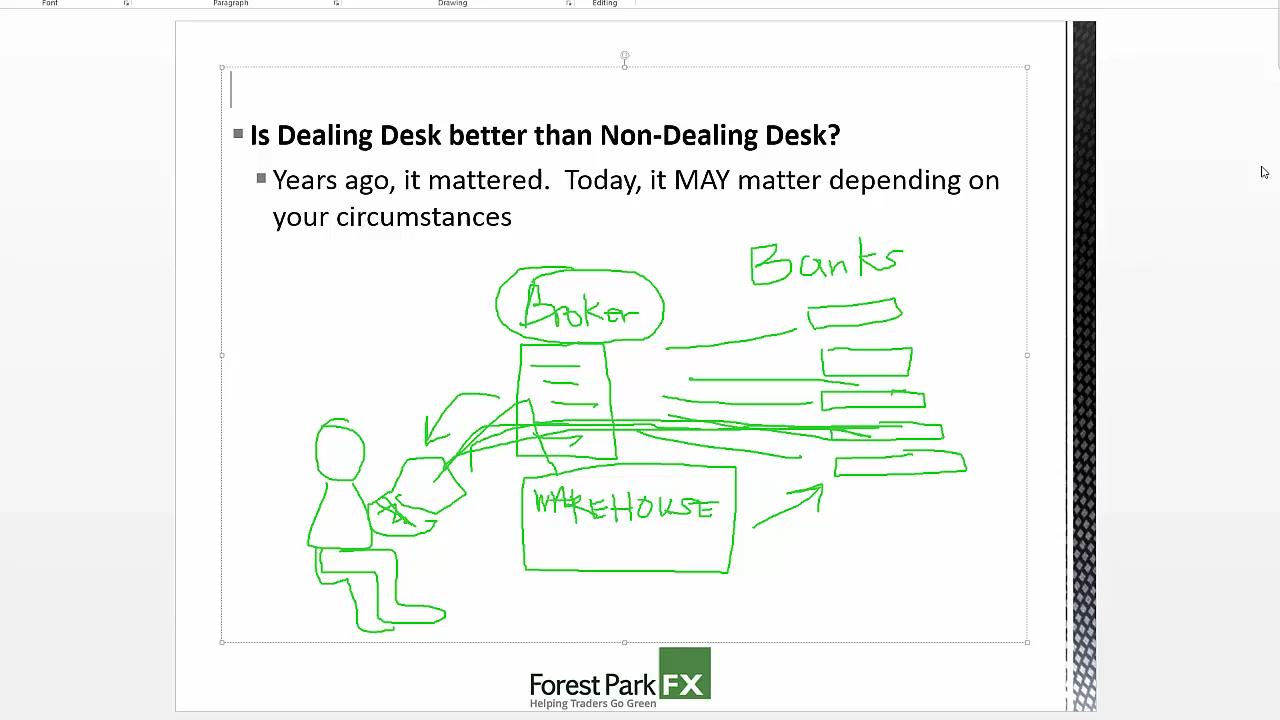 Font Paragraph Drawing Editing
Is Dealing Desk better than Non-Dealing Desk?
Years ago, it mattered. Today, it MAY matter depending on
your circumstances
Banks
Broker
WAREHOUSE
Forest Park FX
Helping Traders Go Green